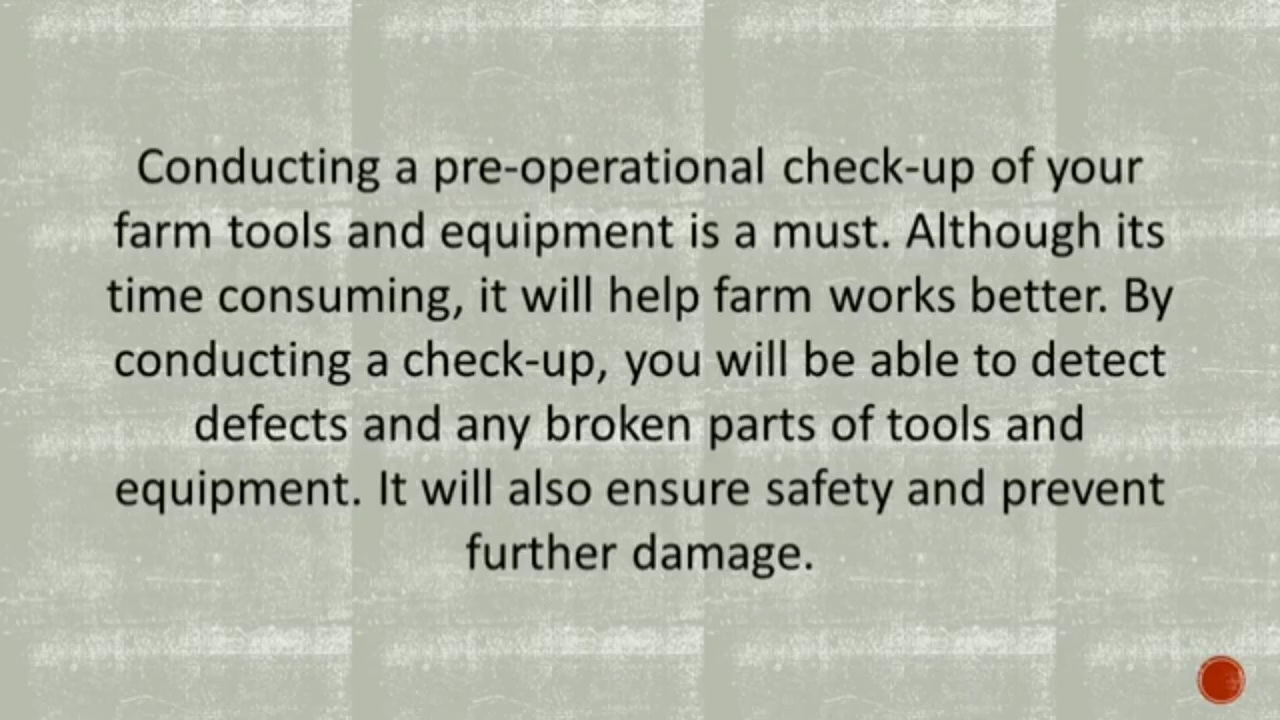 Conducting a pre-operational check-up of your
farm tools and equipment is a must. Although its
time consuming, it will help farm works better. By
conducting a check-up, you will be able to detect
defects and any broken parts of tools and
equipment. It will also ensure safety and prevent
further damage.